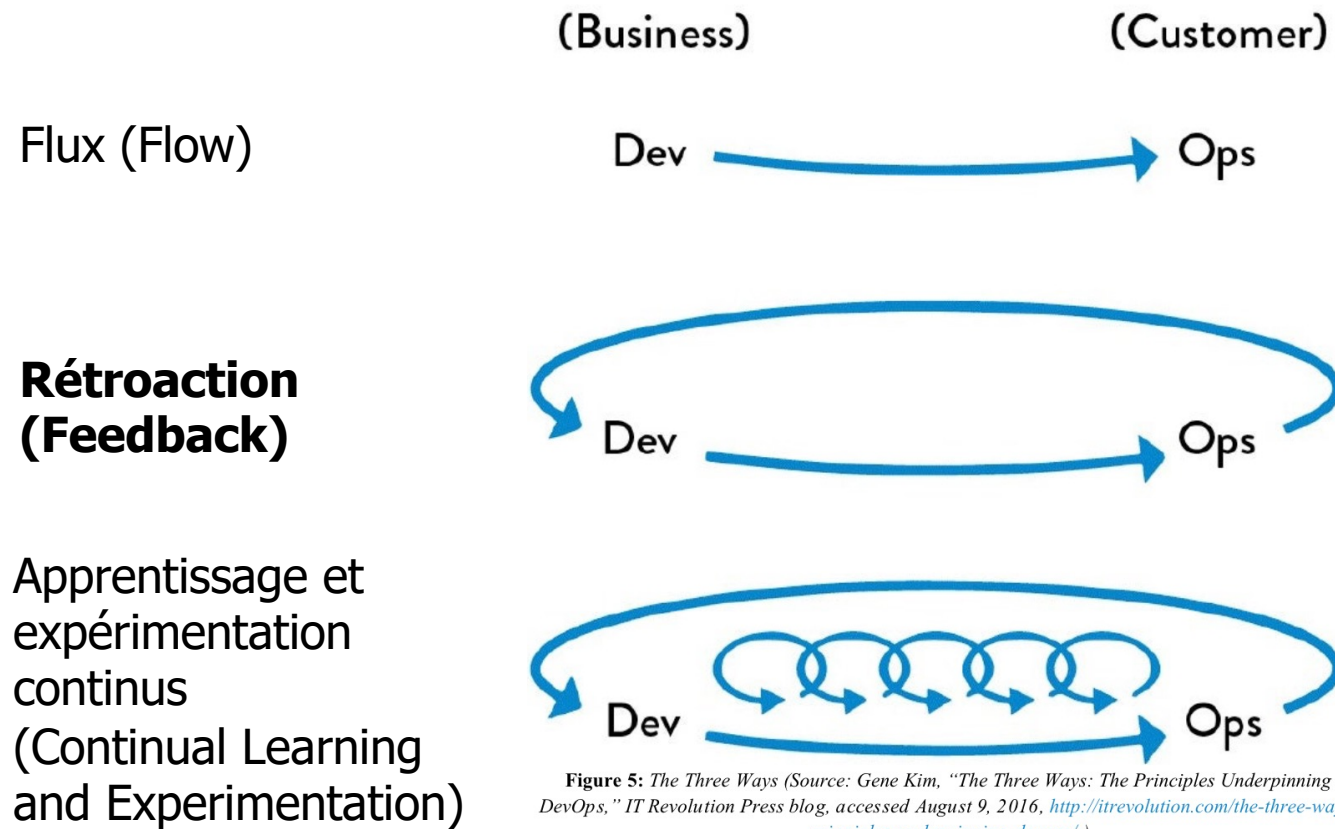 (Business) (Customer)
Flux (Flow)
Dev Ops
Rétroaction
(Feedback)
Dev Ops
Apprentissage et
expérimentation
continus
(Continual Learning
and Experimentation)
Dev Ops
Figure 5: The Three Ways (Source: Gene Kim, “The Three Ways: The Principles Underpinning
DevOps,” IT Revolution Press blog, accessed August 9, 2016, http://itrevolution.com/the-three-way